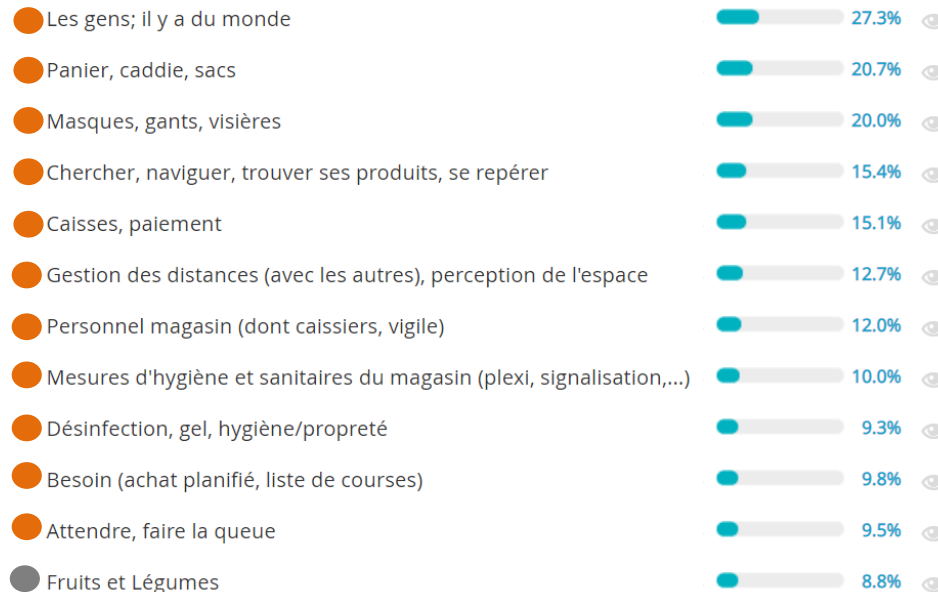 Les gens; il y a du monde 27.3%
Panier, caddie, sacs 20.7%
Masques, gants, visières 20.0%
Chercher, naviguer, trouver ses produits, se repérer 15.4%
Caisses, paiement 15.1%
Gestion des distances (avec les autres), perception de l'espace 12.7%
Personnel magasin (dont caissiers, vigile) 12.0%
Mesures d'hygiène et sanitaires du magasin (plexi, signalisation,...) 10.0%
Désinfection, gel, hygiène/propreté 9.3%
Besoin (achat planifié, liste de courses) 9.8%
Attendre, faire la queue 9.5%
Fruits et Légumes 8.8%